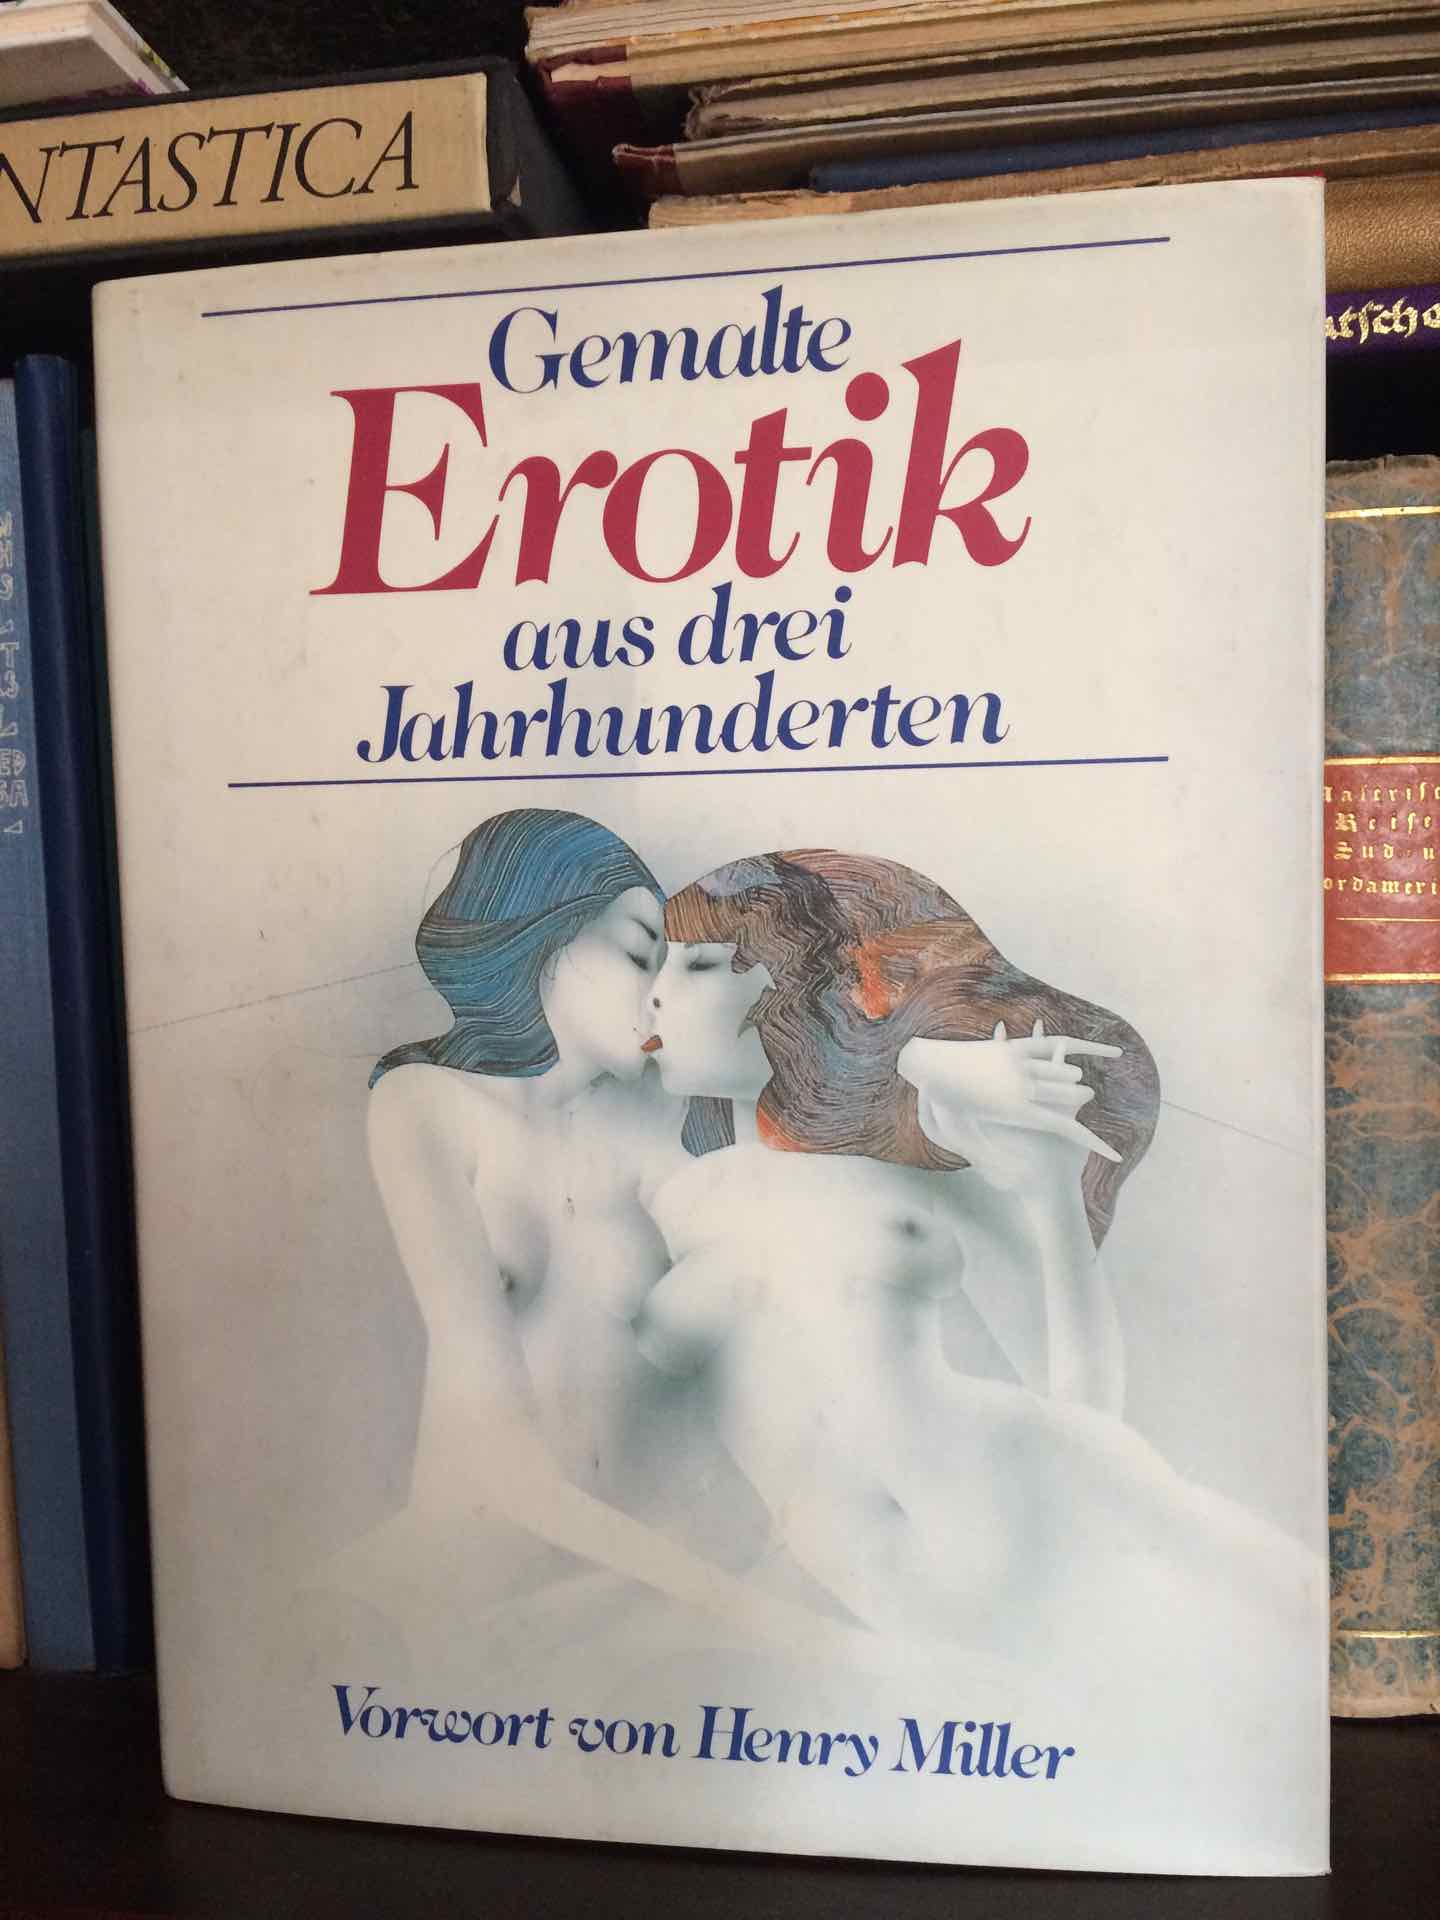 NTASTICA
Gemalte
Erotik
aus drei
Jahrhunderten
Vorwort von Henry Miller